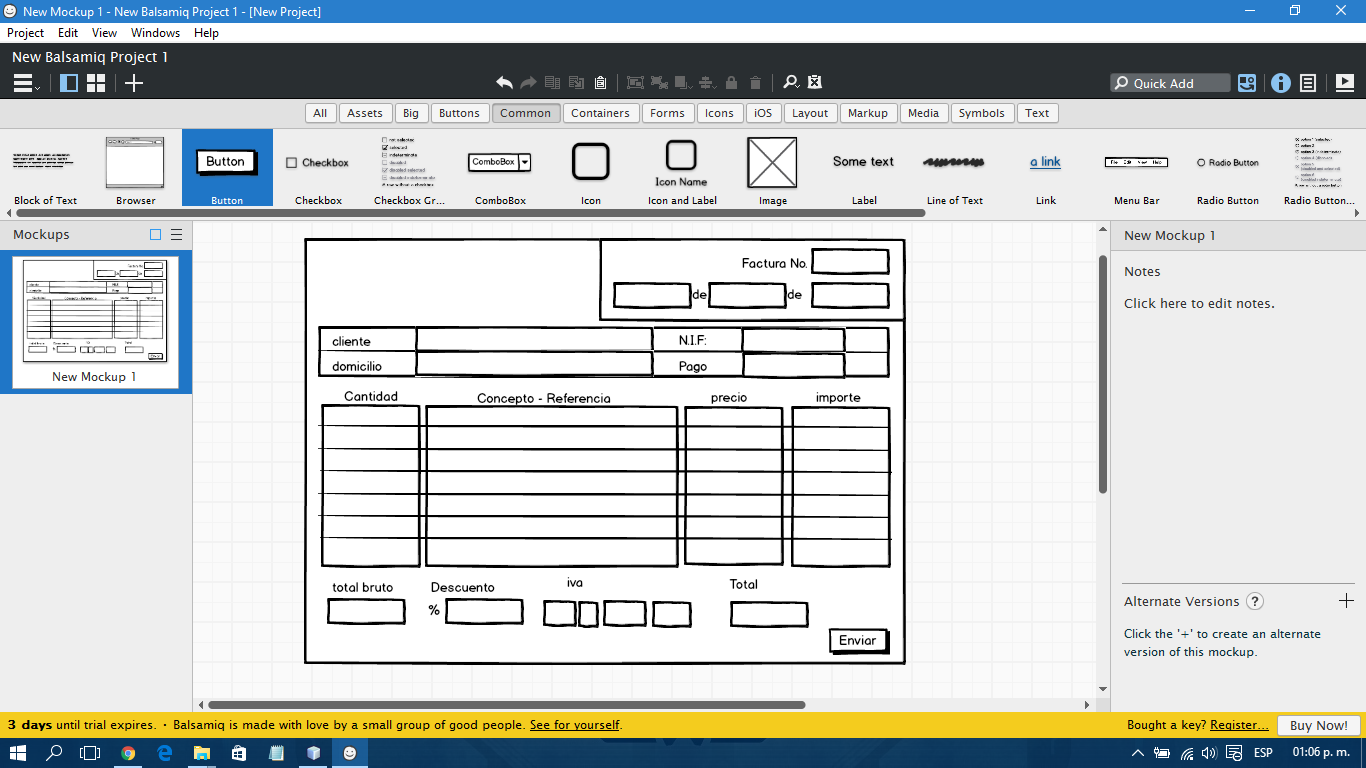 New Mockup 1 - New Balsamiq Project 1 - [New Project]
Project Edit View Windows Help
New Balsamiq Project 1
Quick Add
All Assets Big Buttons Common Containers Forms Icons iOS Layout Markup Media Symbols Text
Button Checkbox ComboBox Icon Name Some text a link File Edit View Help Radio Button
Block of Text Browser Button Checkbox Checkbox Gr... ComboBox Icon Icon and Label Image Label Line of Text Link Menu Bar Radio Button Radio Button...
Mockups
New Mockup 1
New Mockup 1
Notes
Click here to edit notes.
Factura No.
de de
cliente N.I.F:
domicilio Pago
Cantidad Concepto - Referencia precio importe
total bruto Descuento iva Total
%
Enviar
Alternate Versions ?
Click the '+' to create an alternate
version of this mockup.
3 days until trial expires. · Balsamiq is made with love by a small group of good people. See for yourself.
Bought a key? Register... Buy Now!
ESP 01:06 p. m.